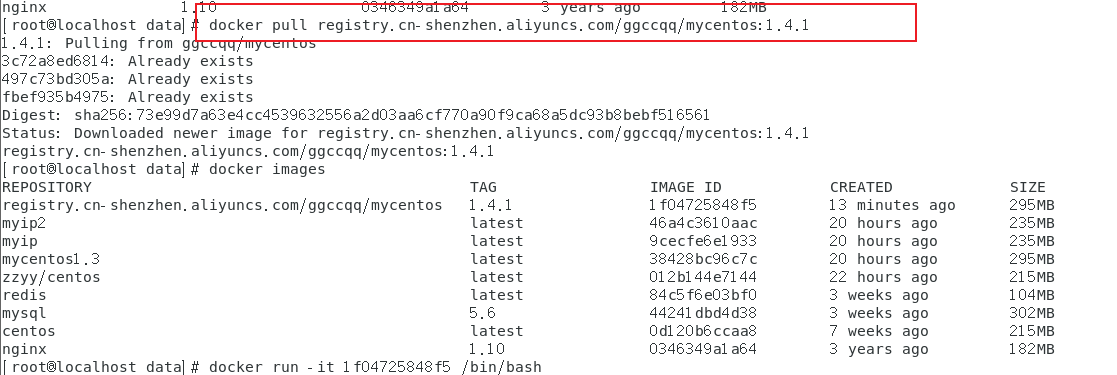 nginx 1.10 0346349a1a64 3 years ago 182MB
[root@localhost data]# docker pull registry.cn-shenzhen.aliyuncs.com/ggccqq/mycentos:1.4.1
1.4.1: Pulling from ggccqq/mycentos
3c72a8ed6814: Already exists
497c73bd305a: Already exists
fbef935b4975: Already exists
Digest: sha256:73e99d7a63e4cc4539632556a2d03aa6cf770a90f9ca68a5dc93b8bebf516561
Status: Downloaded newer image for registry.cn-shenzhen.aliyuncs.com/ggccqq/mycentos:1.4.1
registry.cn-shenzhen.aliyuncs.com/ggccqq/mycentos:1.4.1
[root@localhost data]# docker images
REPOSITORY TAG IMAGE ID CREATED SIZE
registry.cn-shenzhen.aliyuncs.com/ggccqq/mycentos 1.4.1 1f04725848f5 13 minutes ago 295MB
myip2 latest 46a4c3610aac 20 hours ago 235MB
myip latest 9cecfe6e1933 20 hours ago 235MB
mycentos1.3 latest 38428bc96c7c 20 hours ago 295MB
zzyy/centos latest 012b144e7144 22 hours ago 215MB
redis latest 84c5f6e03bf0 3 weeks ago 104MB
mysql 5.6 44241dbd4d38 3 weeks ago 302MB
centos latest 0d120b6ccaa8 7 weeks ago 215MB
nginx 1.10 0346349a1a64 3 years ago 182MB
[root@localhost data]# docker run -it 1f04725848f5 /bin/bash